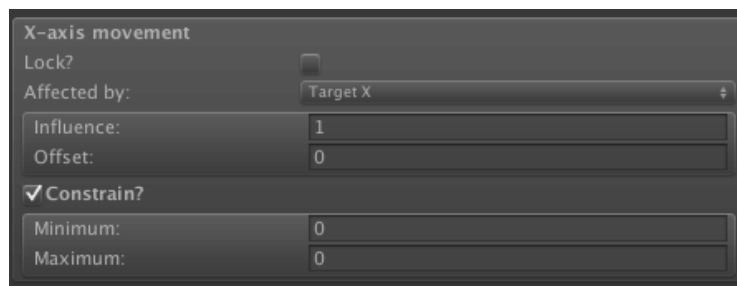 X-axis movement
Lock?
Affected by: Target X
Influence: 1
Offset: 0
Constrain?
Minimum: 0
Maximum: 0